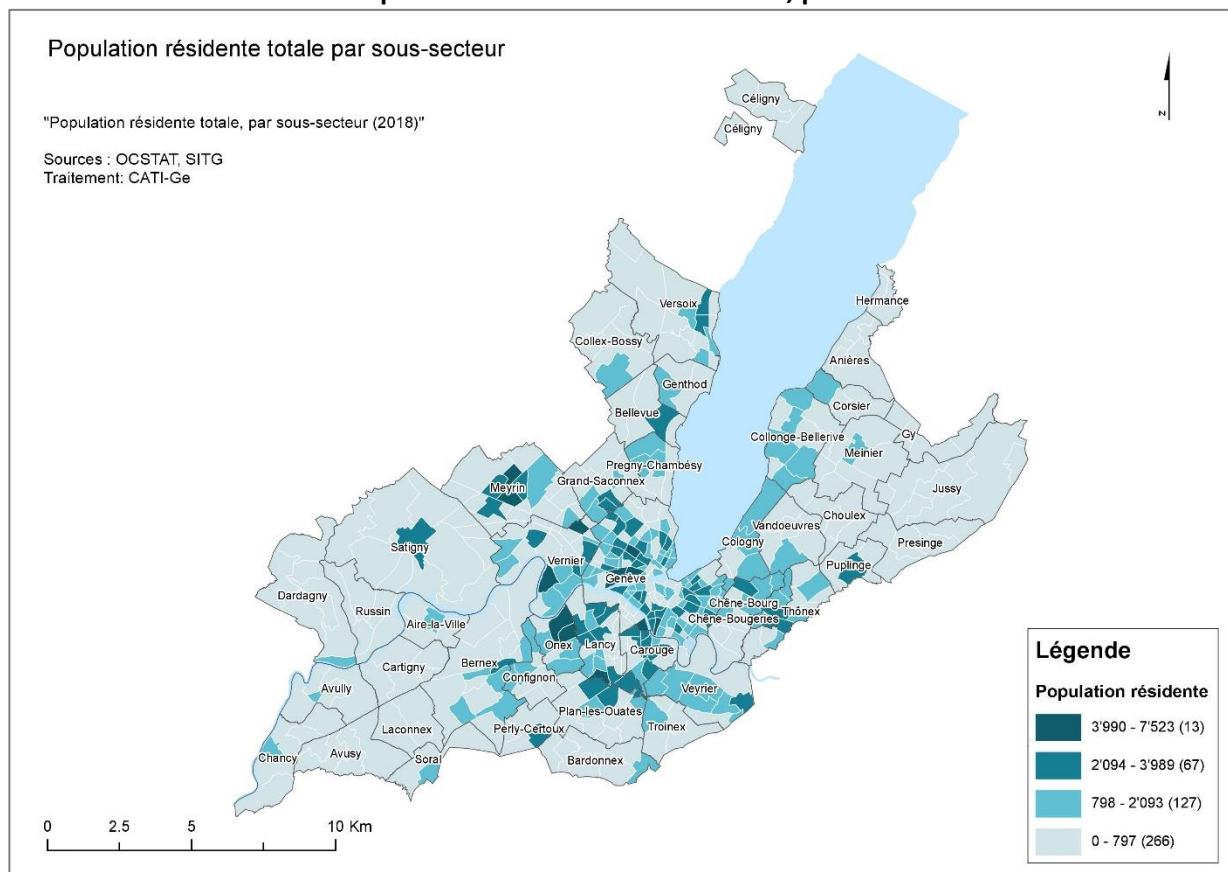 Population résidente totale par sous-secteur
"Population résidente totale, par sous-secteur (2018)"
Sources : OCSTAT, SITG
Traitement: CATI-Ge
N
Céligny
Céligny
Hermance
Versoix
Collex-Bossy
Anières
Genthod
Corsier
Bellevue
Gy
Collonge-Bellerive
Meinier
Pregny-Chambésy
Grand-Saconnex
Meyrin
Jussy
Choulex
Vandoeuvres
Presinge
Cologny
Satigny
Vernier
Puplinge
Genève
Dardagny
Chêne-Bourg
Thônex
Russin
Chêne-Bougeries
Aire-la-Ville
Onex
Lancy
Carouge
Bernex
Cartigny
Confignon
Veyrier
Avully
Plan-les-Ouates
Troinex
Laconnex
Perly-Certoux
Avusy
Soral
Bardonnex
Chancy
0 2.5 5 10 Km
Légende
Population résidente
3'990 - 7'523 (13)
2'094 - 3'989 (67)
798 - 2'093 (127)
0 - 797 (266)